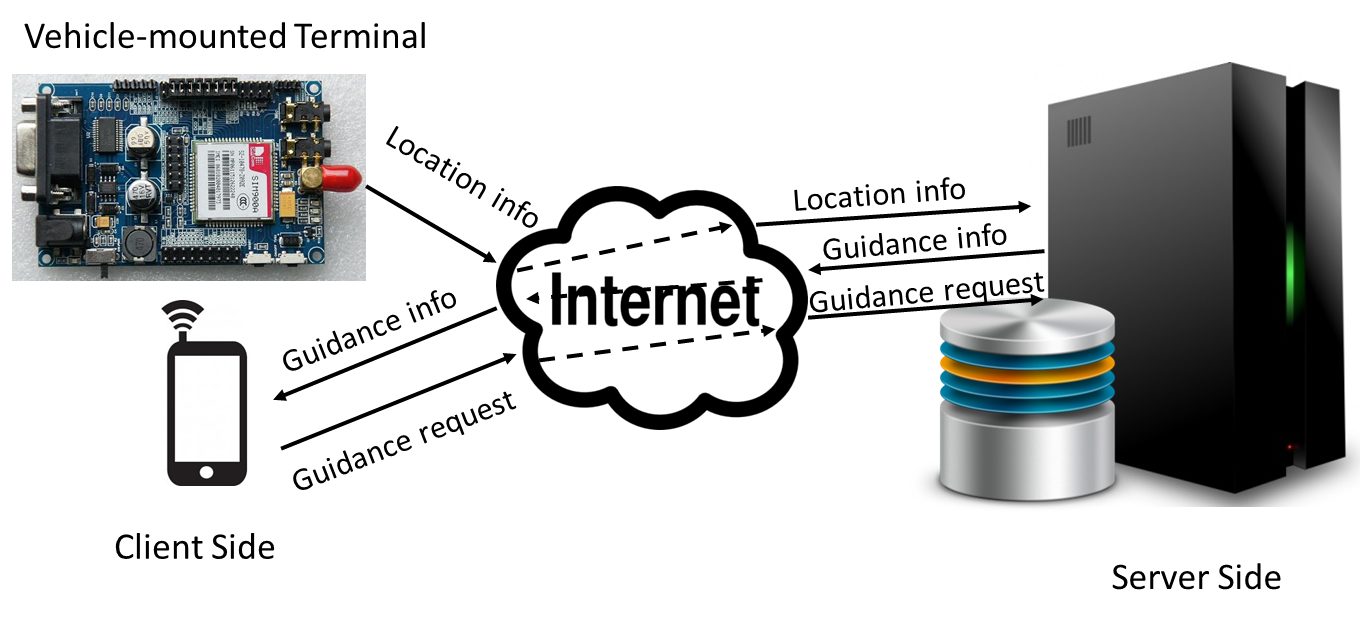 Vehicle-mounted Terminal
SIM900A
Location info
Location info
Guidance info
Internet
Guidance request
Guidance info
Guidance request
Client Side
Server Side